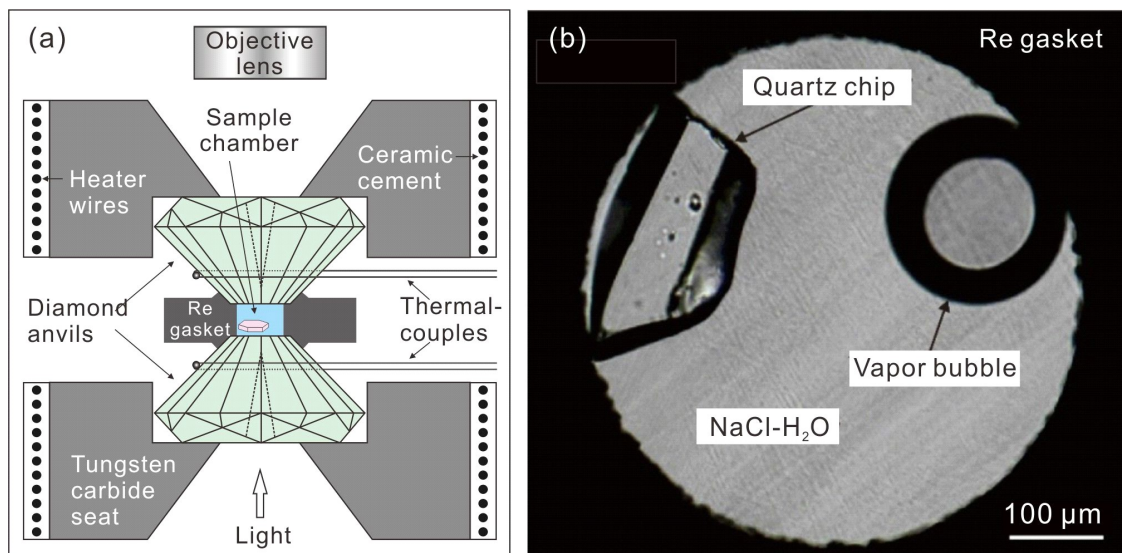 (a)
Objective
lens
Sample
chamber
Ceramic
cement
Heater
wires
Diamond
anvils
Re
gasket
Thermal-
couples
Tungsten
carbide
seat
Light
(b)
Re gasket
Quartz chip
Vapor bubble
NaCl-H₂O
100 μm